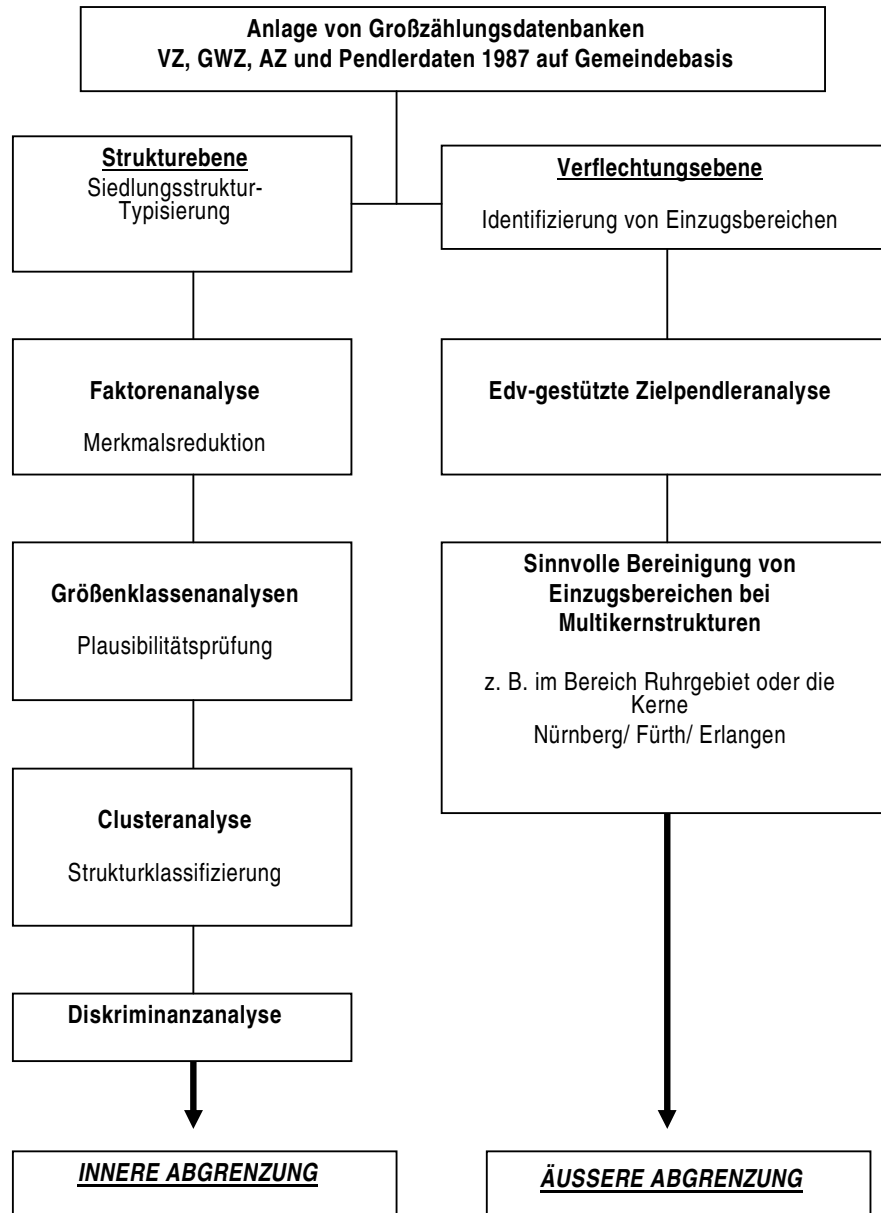 Anlage von Großzählungsdatenbanken
VZ, GWZ, AZ und Pendlerdaten 1987 auf Gemeindebasis
Strukturebene
Siedlungsstruktur-
Typisierung
Verflechtungsebene
Identifizierung von Einzugsbereichen
Faktorenanalyse
Merkmalsreduktion
Edv-gestützte Zielpendleranalyse
Größenklassenanalysen
Plausibilitätsprüfung
Sinnvolle Bereinigung von
Einzugsbereichen bei
Multikernstrukturen
z. B. im Bereich Ruhrgebiet oder die
Kerne
Nürnberg/ Fürth/ Erlangen
Clusteranalyse
Strukturklassifizierung
Diskriminanzanalyse
INNERE ABGRENZUNG
ÄUSSERE ABGRENZUNG